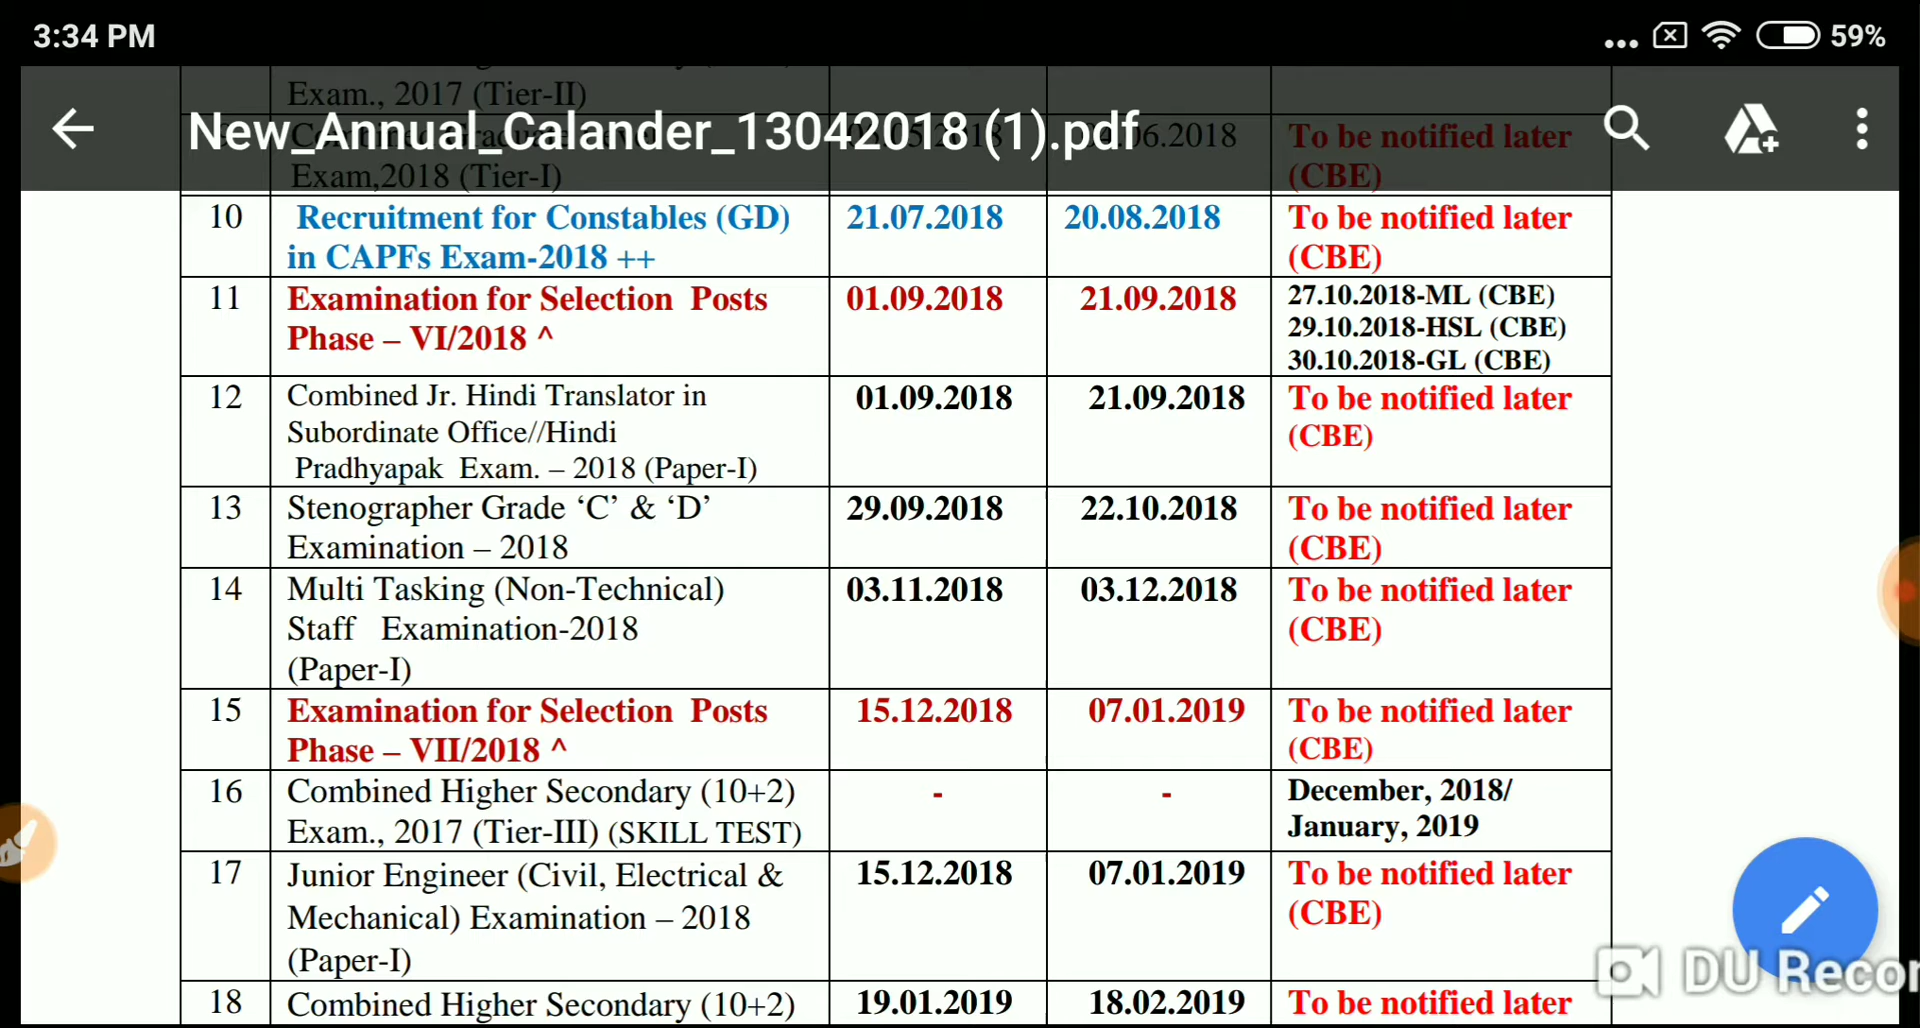 3:34 PM
59%
Exam., 2017 (Tier-II)
New_Annual_Calander_13042018 (1).pdf
06.2018
To be notified later
Exam,2018 (Tier-I)
(CBE)
10
Recruitment for Constables (GD)
in CAPFs Exam-2018 ++
21.07.2018
20.08.2018
To be notified later
(CBE)
11
Examination for Selection Posts
Phase – VI/2018 ^
01.09.2018
21.09.2018
27.10.2018-ML (CBE)
29.10.2018-HSL (CBE)
30.10.2018-GL (CBE)
12
Combined Jr. Hindi Translator in
Subordinate Office//Hindi
Pradhyapak Exam. – 2018 (Paper-I)
01.09.2018
21.09.2018
To be notified later
(CBE)
13
Stenographer Grade ‘C’ & ‘D’
Examination – 2018
29.09.2018
22.10.2018
To be notified later
(CBE)
14
Multi Tasking (Non-Technical)
Staff Examination-2018
(Paper-I)
03.11.2018
03.12.2018
To be notified later
(CBE)
15
Examination for Selection Posts
Phase – VII/2018 ^
15.12.2018
07.01.2019
To be notified later
(CBE)
16
Combined Higher Secondary (10+2)
Exam., 2017 (Tier-III) (SKILL TEST)
-
-
December, 2018/
January, 2019
17
Junior Engineer (Civil, Electrical &
Mechanical) Examination – 2018
(Paper-I)
15.12.2018
07.01.2019
To be notified later
(CBE)
18
Combined Higher Secondary (10+2)
19.01.2019
18.02.2019
To be notified later
DU Recor